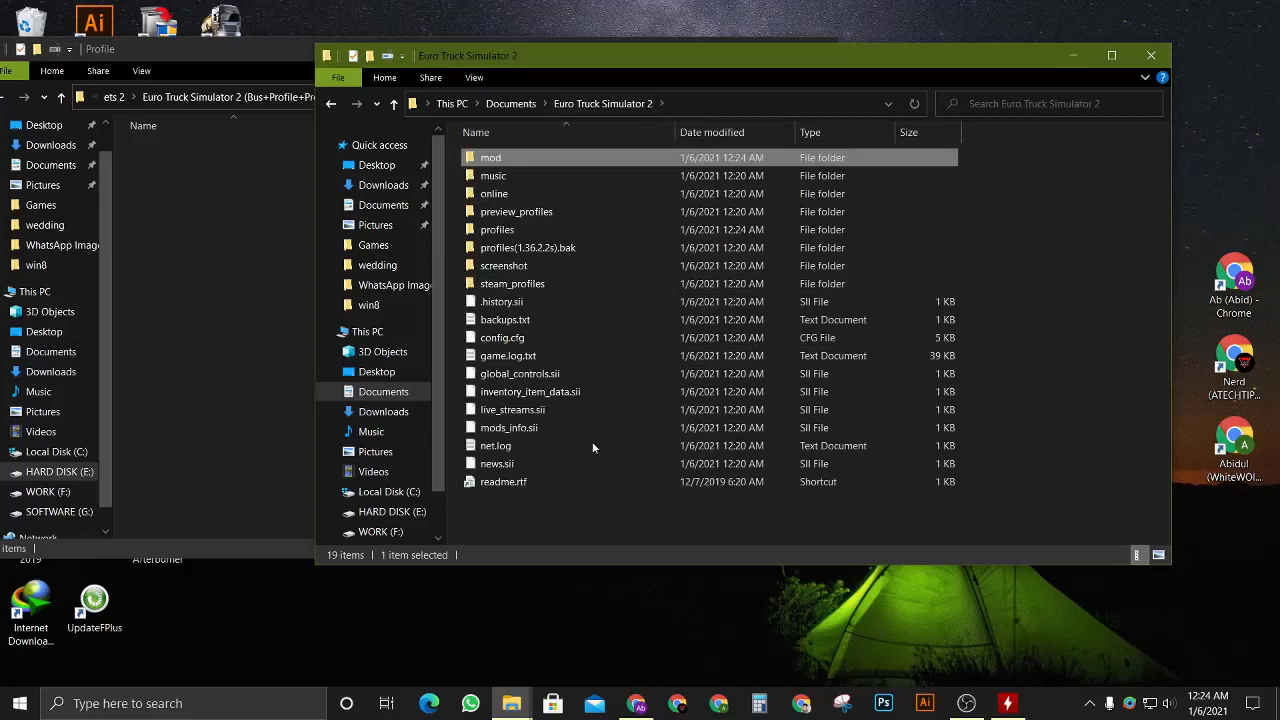 Profile
File Home Share View
ets 2 Euro Truck Simulator 2 (Bus+Profile+Pr
Name
Desktop
Downloads
Documents
Pictures
Games
wedding
WhatsApp Imag
win8
This PC
3D Objects
Desktop
Documents
Downloads
Music
Pictures
Videos
Local Disk (C:)
HARD DISK (E:)
WORK (F:)
SOFTWARE (G:)
Network
items
Euro Truck Simulator 2
File Home Share View
This PC Documents Euro Truck Simulator 2 Search Euro Truck Simulator 2
Quick access
Desktop
Downloads
Documents
Pictures
Games
wedding
WhatsApp Imag
win8
This PC
3D Objects
Desktop
Documents
Downloads
Music
Pictures
Videos
Local Disk (C:)
HARD DISK (E:)
WORK (F:)
Name Date modified Type Size
mod 1/6/2021 12:24 AM File folder
music 1/6/2021 12:20 AM File folder
online 1/6/2021 12:20 AM File folder
preview_profiles 1/6/2021 12:20 AM File folder
profiles 1/6/2021 12:24 AM File folder
profiles(1.36.2.2s).bak 1/6/2021 12:20 AM File folder
screenshot 1/6/2021 12:20 AM File folder
steam_profiles 1/6/2021 12:20 AM File folder
.history.sii 1/6/2021 12:20 AM SII File 1 KB
backups.txt 1/6/2021 12:20 AM Text Document 1 KB
config.cfg 1/6/2021 12:20 AM CFG File 5 KB
game.log.txt 1/6/2021 12:20 AM Text Document 39 KB
global_controls.sii 1/6/2021 12:20 AM SII File 1 KB
inventory_item_data.sii 1/6/2021 12:20 AM SII File 1 KB
live_streams.sii 1/6/2021 12:20 AM SII File 1 KB
mods_info.sii 1/6/2021 12:20 AM SII File 1 KB
net.log 1/6/2021 12:20 AM Text Document 1 KB
news.sii 1/6/2021 12:20 AM SII File 1 KB
readme.rtf 12/7/2019 6:20 AM Shortcut 1 KB
19 items 1 item selected
Ai
Ab
Ab (Abid) -
Chrome
Nerd
(ATECHTIP...
A
Abidul
(WhiteWOl...
2019 Afterburner
Internet
Downloa...
UpdateFPlus
Type here to search
Ab
A
Ps
Ai
12:24 AM
1/6/2021